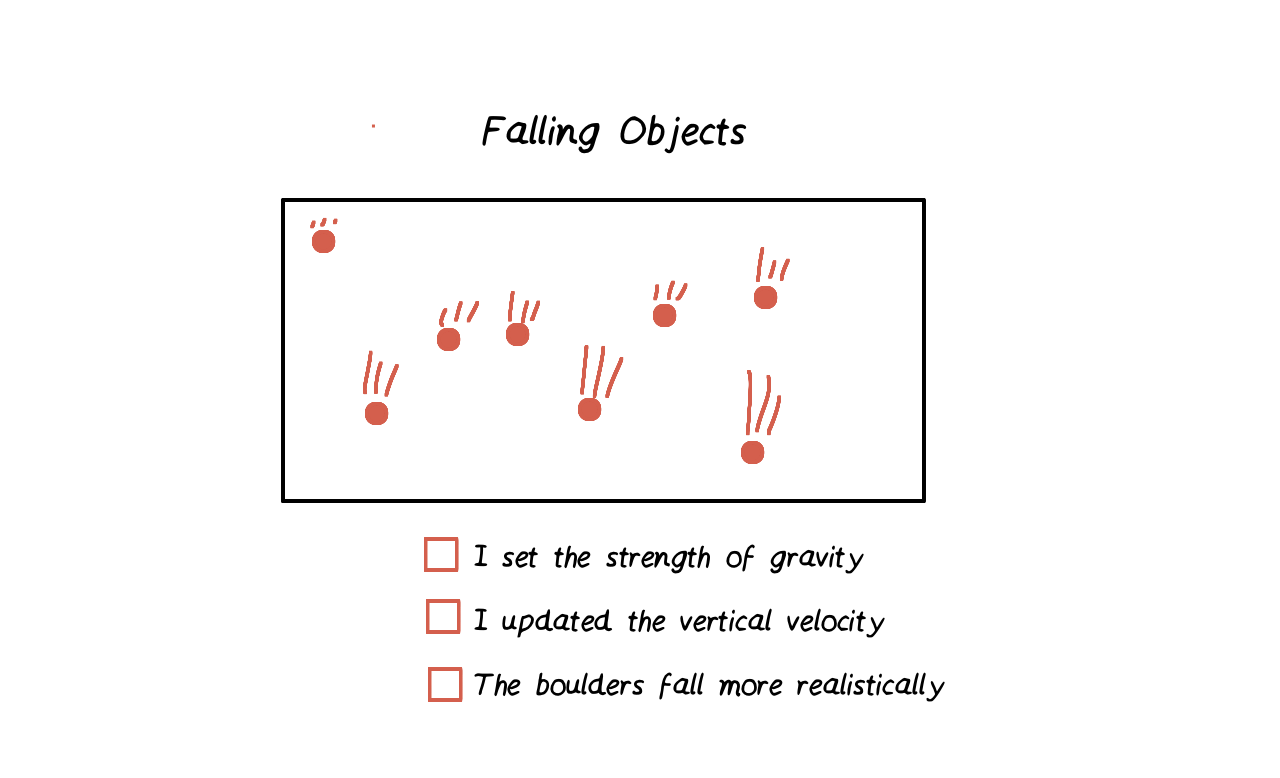 Falling Objects
I set the strength of gravity
I updated the vertical velocity
The boulders fall more realistically